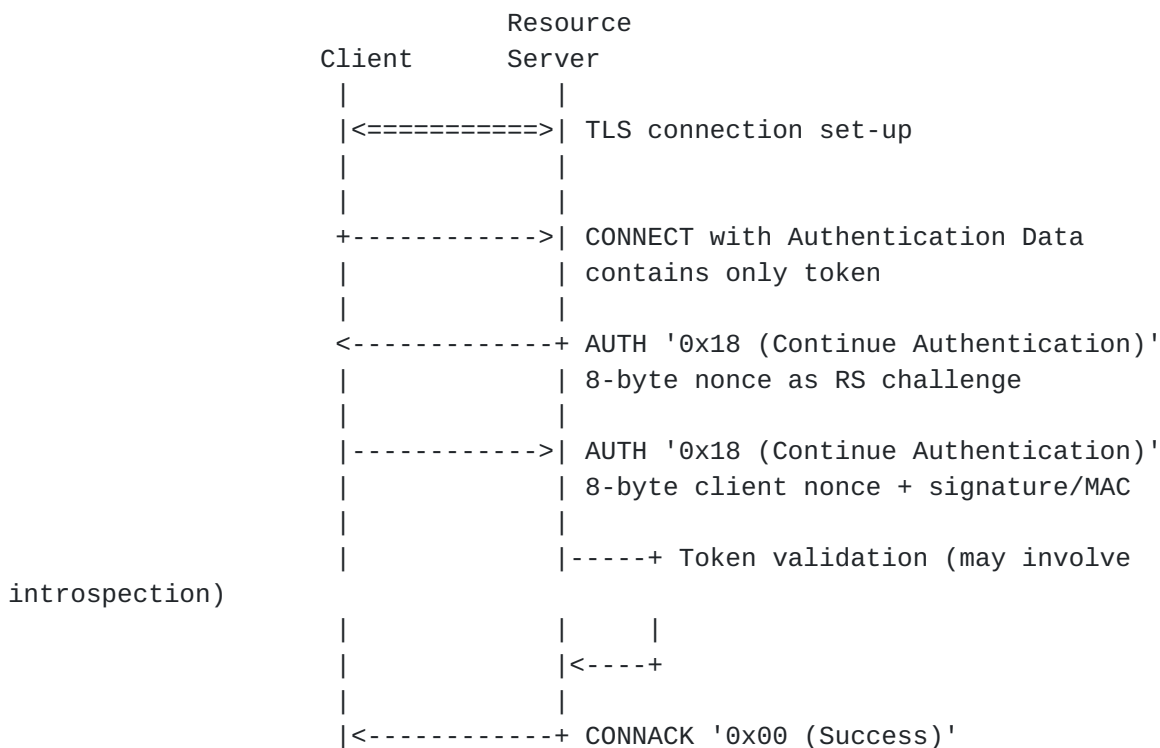 Resource
Client Server
| |
|<===========>| TLS connection set-up
| |
| |
+------------>| CONNECT with Authentication Data
| | contains only token
| |
<-------------+ AUTH '0x18 (Continue Authentication)'
| | 8-byte nonce as RS challenge
| |
|------------>| AUTH '0x18 (Continue Authentication)'
| | 8-byte client nonce + signature/MAC
| |
| |-----+ Token validation (may involve
introspection)
| | |
| |<----+
| |
|<------------+ CONNACK '0x00 (Success)'